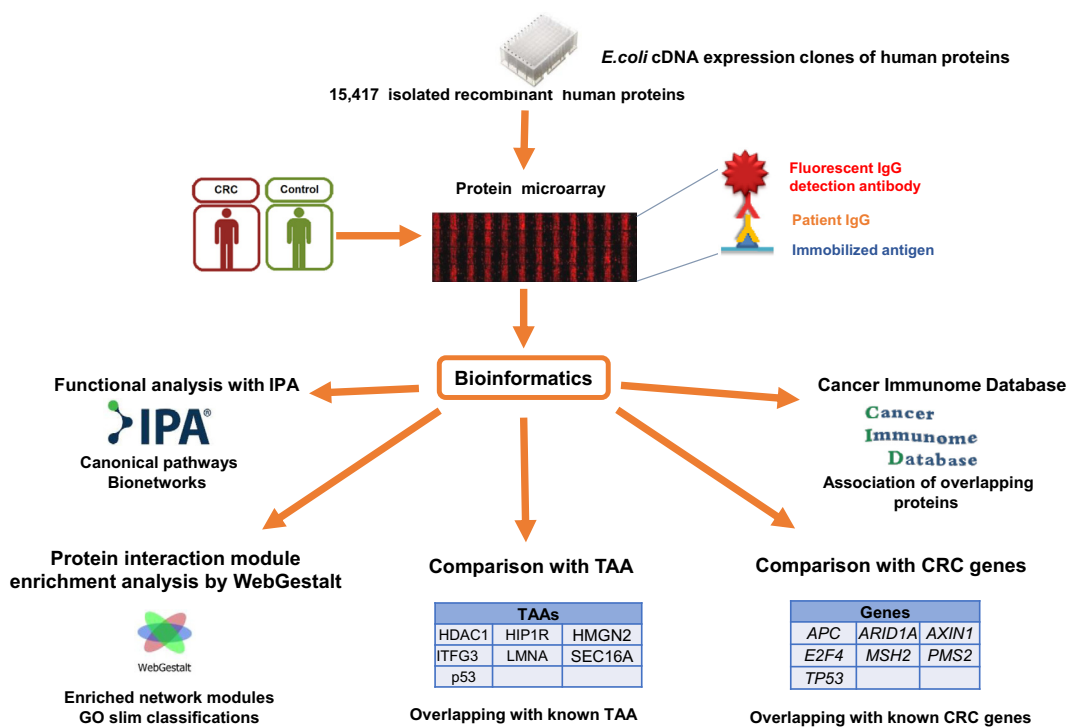 E.coli cDNA expression clones of human proteins
15,417 isolated recombinant human proteins
CRC
Control
Protein microarray
Fluorescent IgG
detection antibody
Patient IgG
Immobilized antigen
Bioinformatics
Functional analysis with IPA
IPA®
Canonical pathways
Bionetworks
Cancer Immunome Database
Cancer
Immunome
Database
Association of overlapping
proteins
Protein interaction module
enrichment analysis by WebGestalt
WebGestalt
Enriched network modules
GO slim classifications
Comparison with TAA
TAAs
HDAC1 HIP1R HMGN2
ITFG3 LMNA SEC16A
p53
Overlapping with known TAA
Comparison with CRC genes
Genes
APC ARID1A AXIN1
E2F4 MSH2 PMS2
TP53
Overlapping with known CRC genes